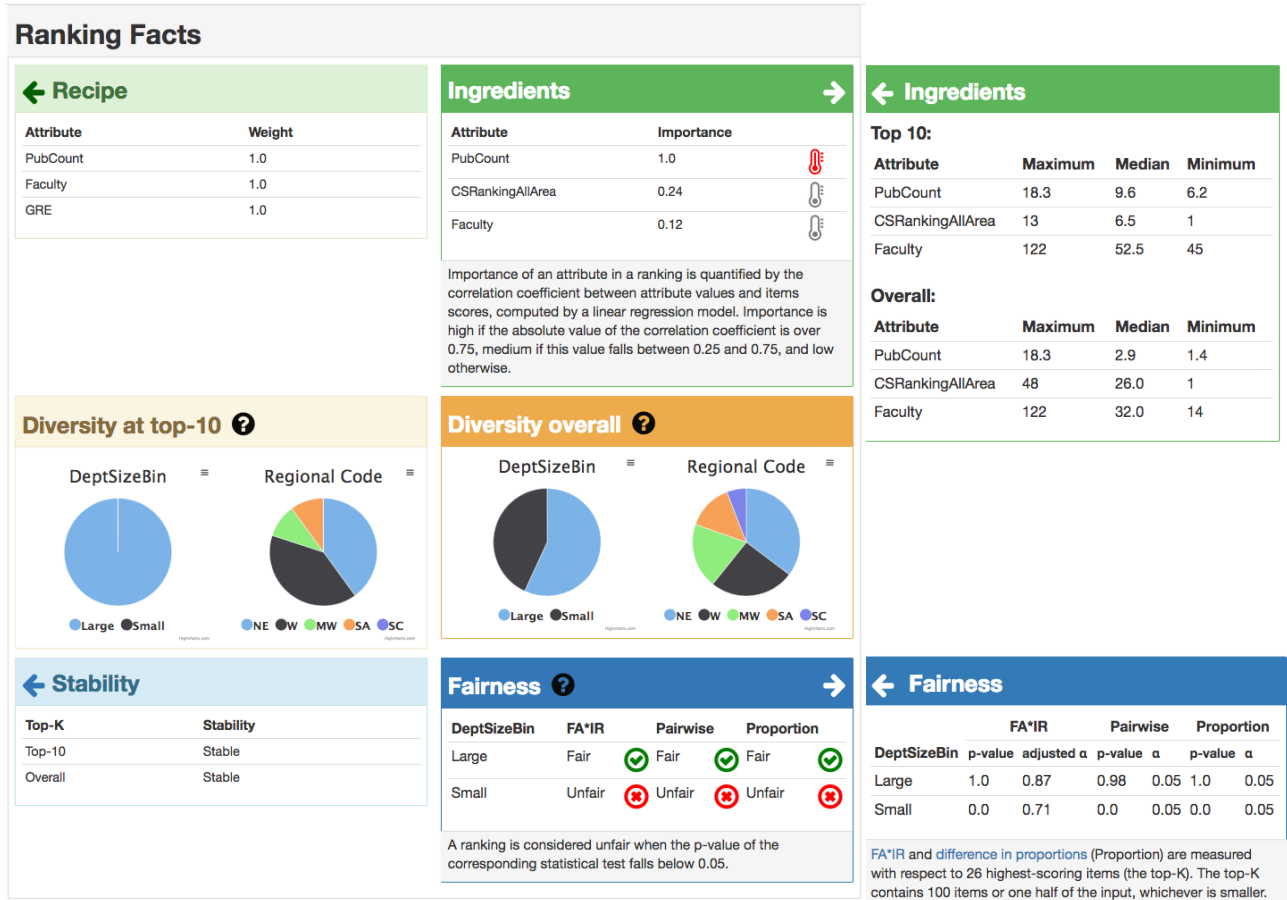 Ranking Facts
Recipe
Attribute Weight
PubCount 1.0
Faculty 1.0
GRE 1.0
Ingredients
Attribute Importance
PubCount 1.0
CSRankingAllArea 0.24
Faculty 0.12
Importance of an attribute in a ranking is quantified by the
correlation coefficient between attribute values and items
scores, computed by a linear regression model. Importance is
high if the absolute value of the correlation coefficient is over
0.75, medium if this value falls between 0.25 and 0.75, and low
otherwise.
Ingredients
Top 10:
Attribute Maximum Median Minimum
PubCount 18.3 9.6 6.2
CSRankingAllArea 13 6.5 1
Faculty 122 52.5 45
Overall:
Attribute Maximum Median Minimum
PubCount 18.3 2.9 1.4
CSRankingAllArea 48 26.0 1
Faculty 122 32.0 14
Diversity at top-10 ?
DeptSizeBin
Large Small
Regional Code
NE W MW SA SC
Highcharts.com
Highcharts.com
Diversity overall ?
DeptSizeBin
Large Small
Regional Code
NE W MW SA SC
Highcharts.com
Highcharts.com
Stability
Top-K Stability
Top-10 Stable
Overall Stable
Fairness ?
DeptSizeBin FA*IR Pairwise Proportion
Large Fair Fair Fair
Small Unfair Unfair Unfair
A ranking is considered unfair when the p-value of the
corresponding statistical test falls below 0.05.
Fairness
FA*IR Pairwise Proportion
DeptSizeBin p-value adjusted α p-value α p-value α
Large 1.0 0.87 0.98 0.05 1.0 0.05
Small 0.0 0.71 0.0 0.05 0.0 0.05
FA*IR and difference in proportions (Proportion) are measured
with respect to 26 highest-scoring items (the top-K). The top-K
contains 100 items or one half of the input, whichever is smaller.